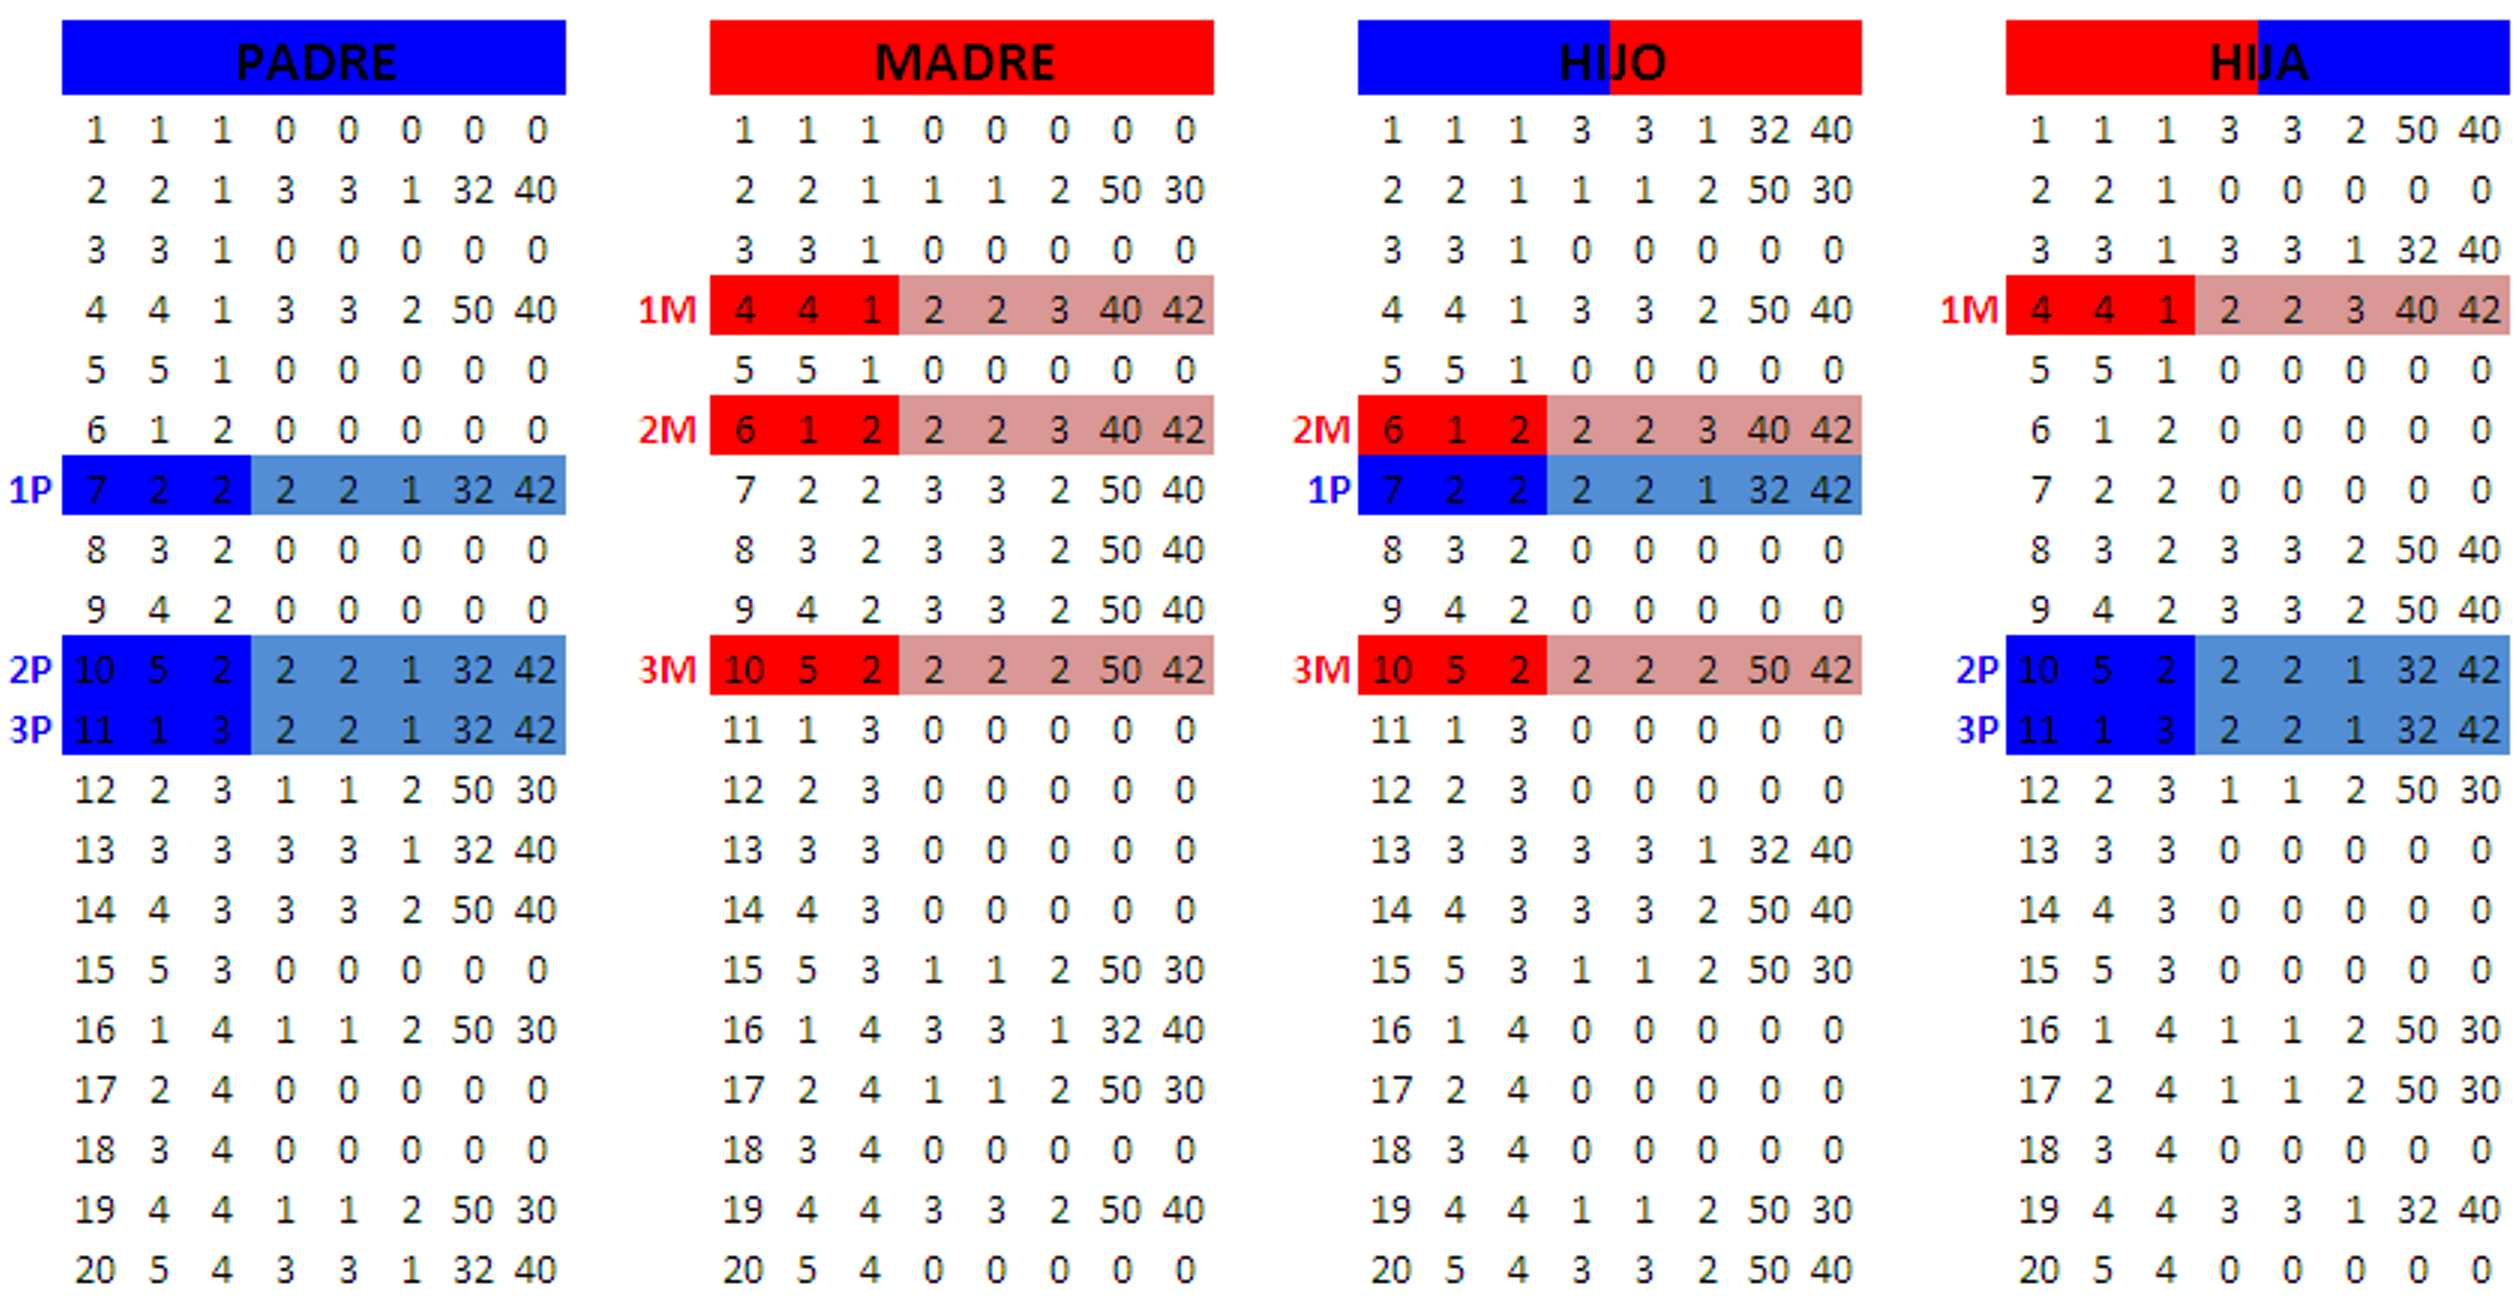 PADRE MADRE HIJO HIJA
1 1 1 0 0 0 0 0 1 1 1 0 0 0 0 0 1 1 1 3 3 1 32 40 1 1 1 3 3 2 50 40
2 2 1 3 3 1 32 40 2 2 1 1 1 2 50 30 2 2 1 1 1 2 50 30 2 2 1 0 0 0 0 0
3 3 1 0 0 0 0 0 3 3 1 0 0 0 0 0 3 3 1 0 0 0 0 0 3 3 1 3 3 1 32 40
4 4 1 3 3 2 50 40 1M 4 4 1 2 2 3 40 42 4 4 1 3 3 2 50 40 1M 4 4 1 2 2 3 40 42
5 5 1 0 0 0 0 0 5 5 1 0 0 0 0 0 5 5 1 0 0 0 0 0 5 5 1 0 0 0 0 0
6 1 2 0 0 0 0 0 2M 6 1 2 2 2 3 40 42 2M 6 1 2 2 2 3 40 42 6 1 2 0 0 0 0 0
1P 7 2 2 2 2 1 32 42 7 2 2 3 3 2 50 40 1P 7 2 2 2 2 1 32 42 7 2 2 0 0 0 0 0
8 3 2 0 0 0 0 0 8 3 2 3 3 2 50 40 8 3 2 0 0 0 0 0 8 3 2 3 3 2 50 40
9 4 2 0 0 0 0 0 9 4 2 3 3 2 50 40 9 4 2 0 0 0 0 0 9 4 2 3 3 2 50 40
2P 10 5 2 2 2 1 32 42 3M 10 5 2 2 2 2 50 42 3M 10 5 2 2 2 2 50 42 2P 10 5 2 2 2 1 32 42
3P 11 1 3 2 2 1 32 42 11 1 3 0 0 0 0 0 11 1 3 0 0 0 0 0 3P 11 1 3 2 2 1 32 42
12 2 3 1 1 2 50 30 12 2 3 0 0 0 0 0 12 2 3 0 0 0 0 0 12 2 3 1 1 2 50 30
13 3 3 3 3 1 32 40 13 3 3 0 0 0 0 0 13 3 3 3 3 1 32 40 13 3 3 0 0 0 0 0
14 4 3 3 3 2 50 40 14 4 3 0 0 0 0 0 14 4 3 3 3 2 50 40 14 4 3 0 0 0 0 0
15 5 3 0 0 0 0 0 15 5 3 1 1 2 50 30 15 5 3 1 1 2 50 30 15 5 3 0 0 0 0 0
16 1 4 1 1 2 50 30 16 1 4 3 3 1 32 40 16 1 4 0 0 0 0 0 16 1 4 1 1 2 50 30
17 2 4 0 0 0 0 0 17 2 4 1 1 2 50 30 17 2 4 0 0 0 0 0 17 2 4 1 1 2 50 30
18 3 4 0 0 0 0 0 18 3 4 0 0 0 0 0 18 3 4 0 0 0 0 0 18 3 4 0 0 0 0 0
19 4 4 1 1 2 50 30 19 4 4 3 3 2 50 40 19 4 4 1 1 2 50 30 19 4 4 3 3 1 32 40
20 5 4 3 3 1 32 40 20 5 4 0 0 0 0 0 20 5 4 3 3 2 50 40 20 5 4 0 0 0 0 0